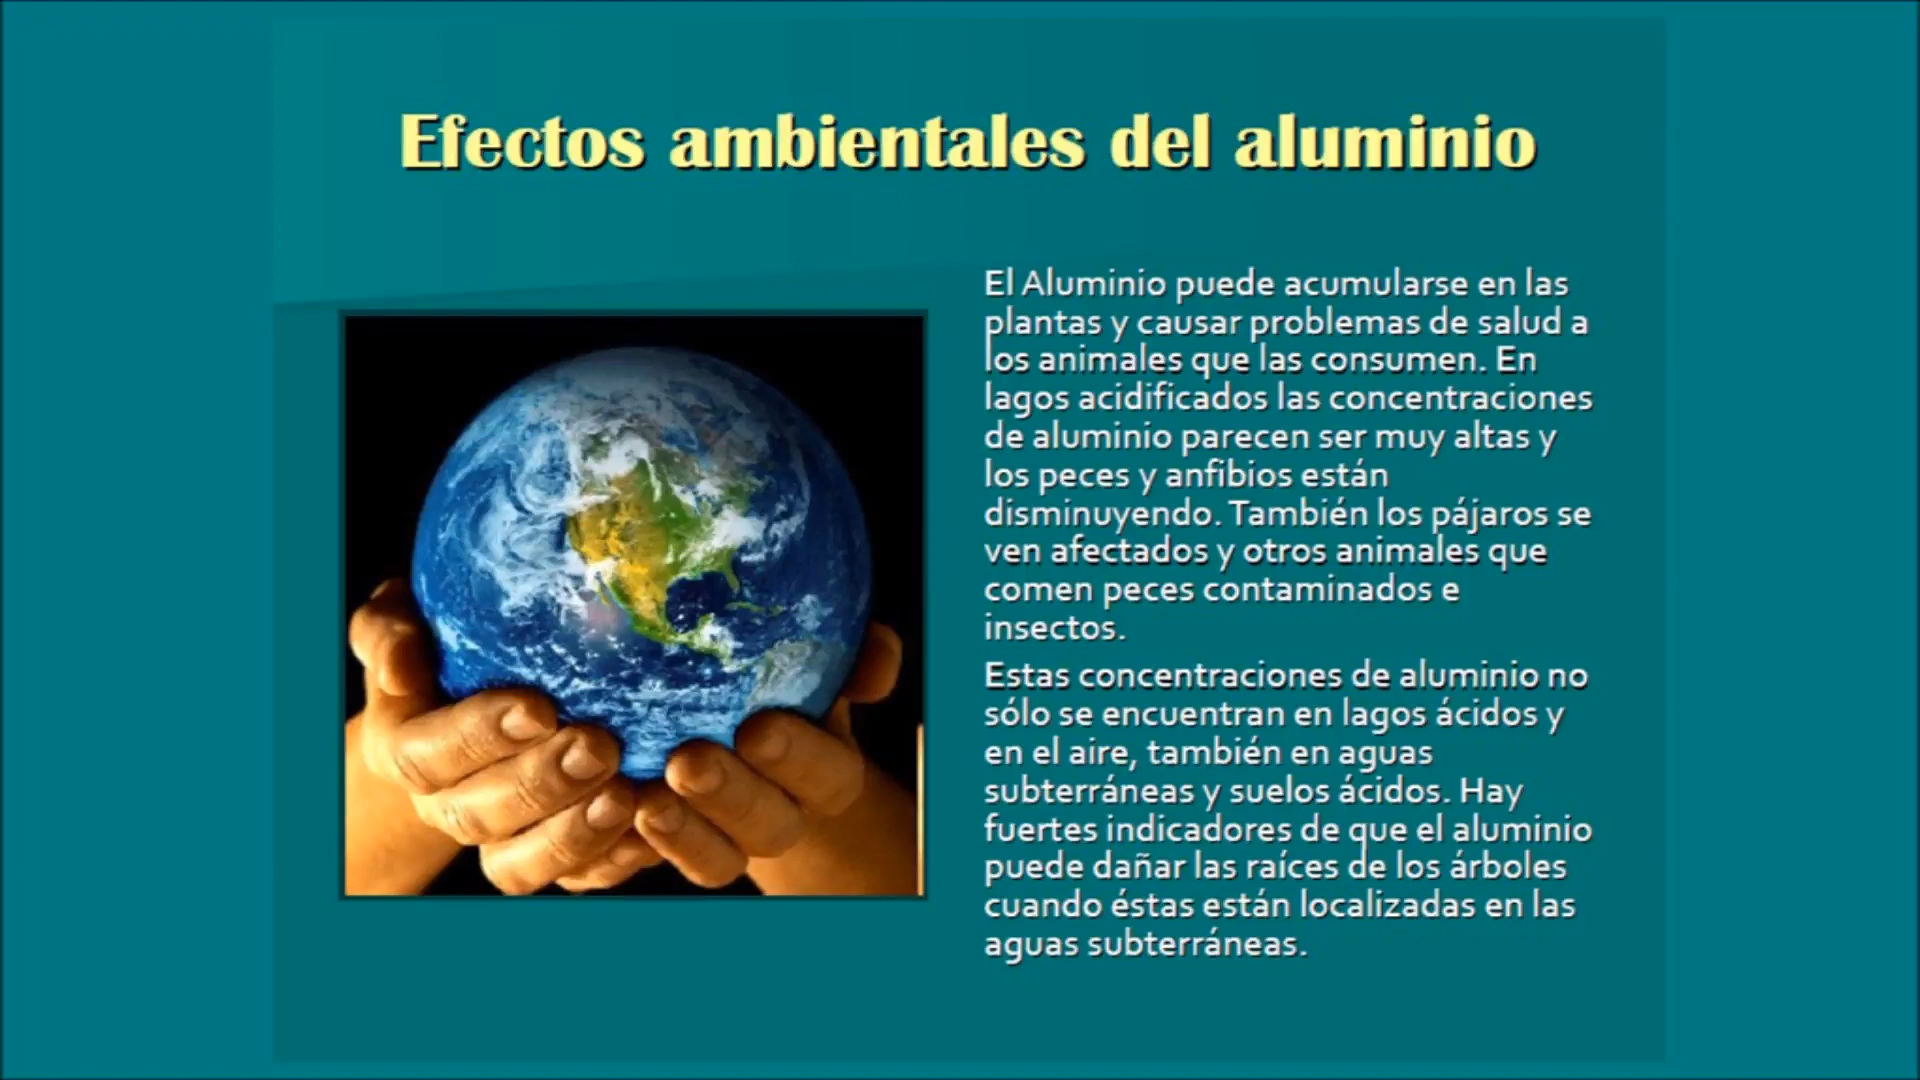 Efectos ambientales del aluminio
El Aluminio puede acumularse en las
plantas y causar problemas de salud a
los animales que las consumen. En
lagos acidificados las concentraciones
de aluminio parecen ser muy altas y
los peces y anfibios están
disminuyendo. También los pájaros se
ven afectados y otros animales que
comen peces contaminados e
insectos.
Estas concentraciones de aluminio no
sólo se encuentran en lagos ácidos y
en el aire, también en aguas
subterráneas y suelos ácidos. Hay
fuertes indicadores de que el aluminio
puede dañar las raíces de los árboles
cuando éstas están localizadas en las
aguas subterráneas.